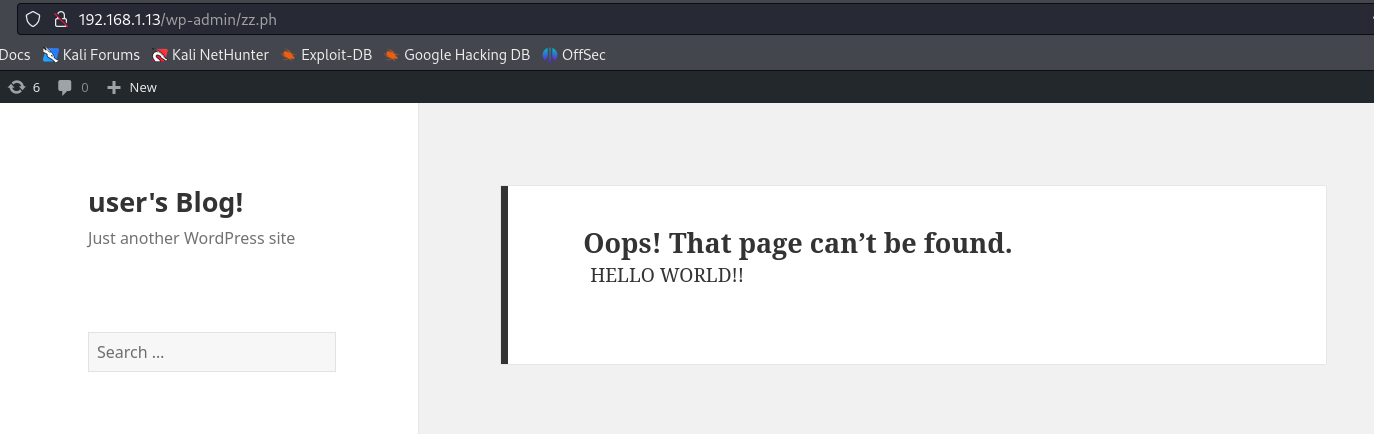 192.168.1.13/wp-admin/zz.ph
Docs Kali Forums Kali NetHunter Exploit-DB Google Hacking DB OffSec
6 0 New
user's Blog!
Just another WordPress site
Search ...
Oops! That page can’t be found.
HELLO WORLD!!